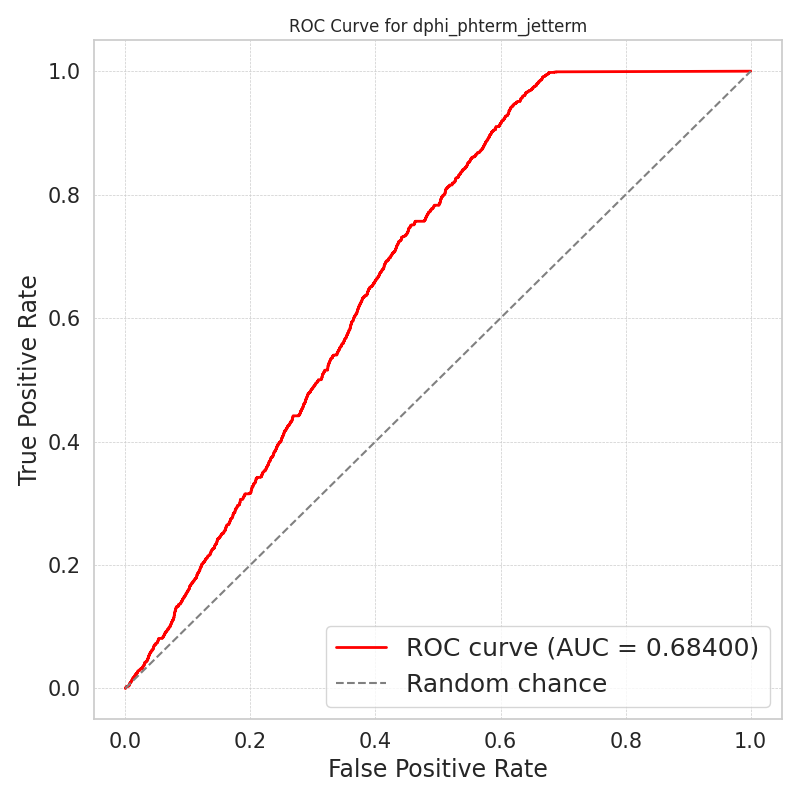 ROC Curve for dphi_phterm_jetterm
True Positive Rate
1.0
0.8
0.6
0.4
0.2
0.0
ROC curve (AUC = 0.68400)
Random chance
0.0 0.2 0.4 0.6 0.8 1.0
False Positive Rate